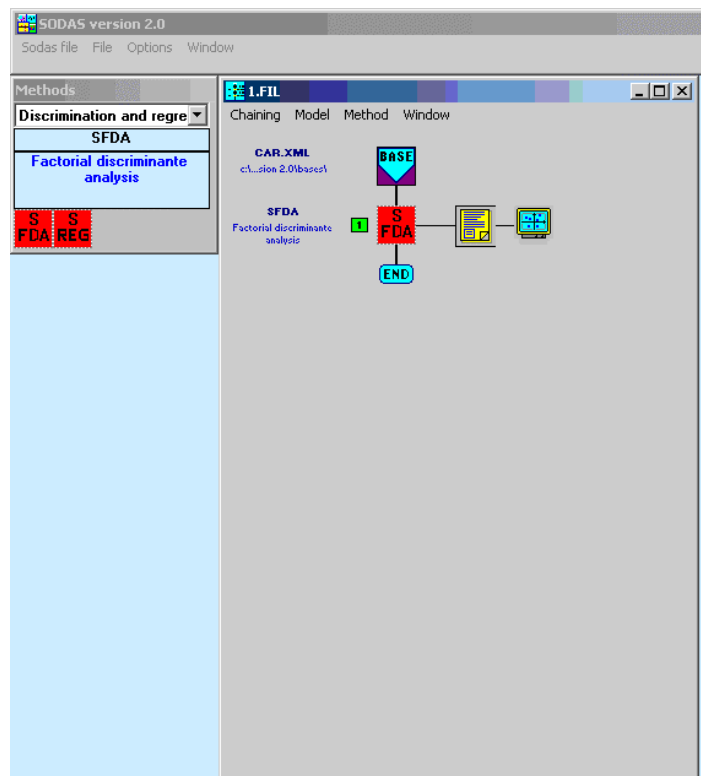 SODAS version 2.0
Sodas file File Options Window
Methods
Discrimination and regre
SFDA
Factorial discriminante
analysis
S
FDA
S
REG
1.FIL
Chaining Model Method Window
CAR.XML
c:\...sion 2.0\bases\
BASE
SFDA
Factorial discriminante
analysis
1
S
FDA
END